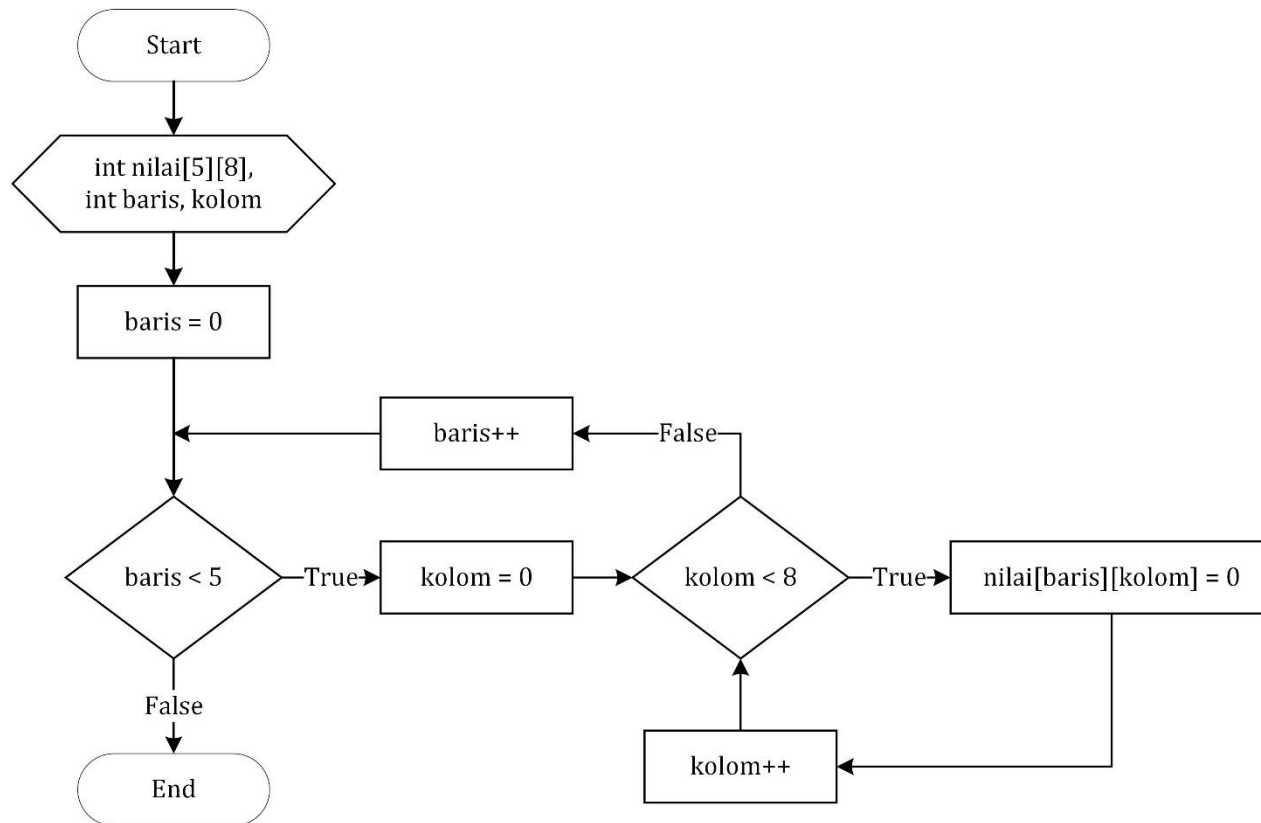 Start
int nilai[5][8],
int baris, kolom
baris = 0
baris++
False
baris < 5
True
kolom = 0
kolom < 8
True
nilai[baris][kolom] = 0
False
kolom++
End